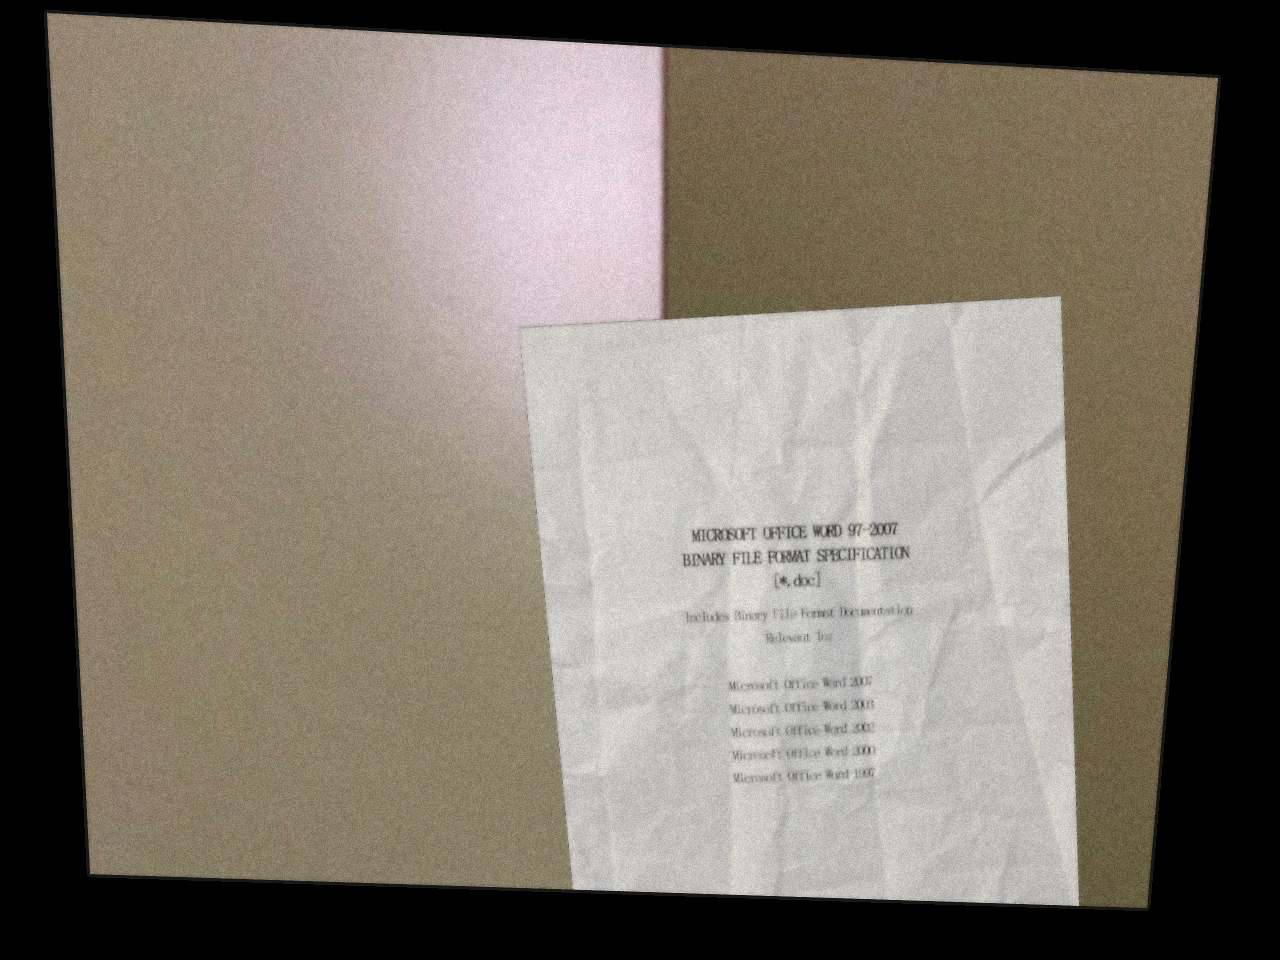 MICROSOFT OFFICE WORD 97-2007
BINARY FILE FORMAT SPECIFICATION
[*.doc]
Includes Binary File Format Documentation
Relevant for
Microsoft Office Word 2007
Microsoft Office Word 2003
Microsoft Office Word 2002
Microsoft Office Word 2000
Microsoft Office Word 1997